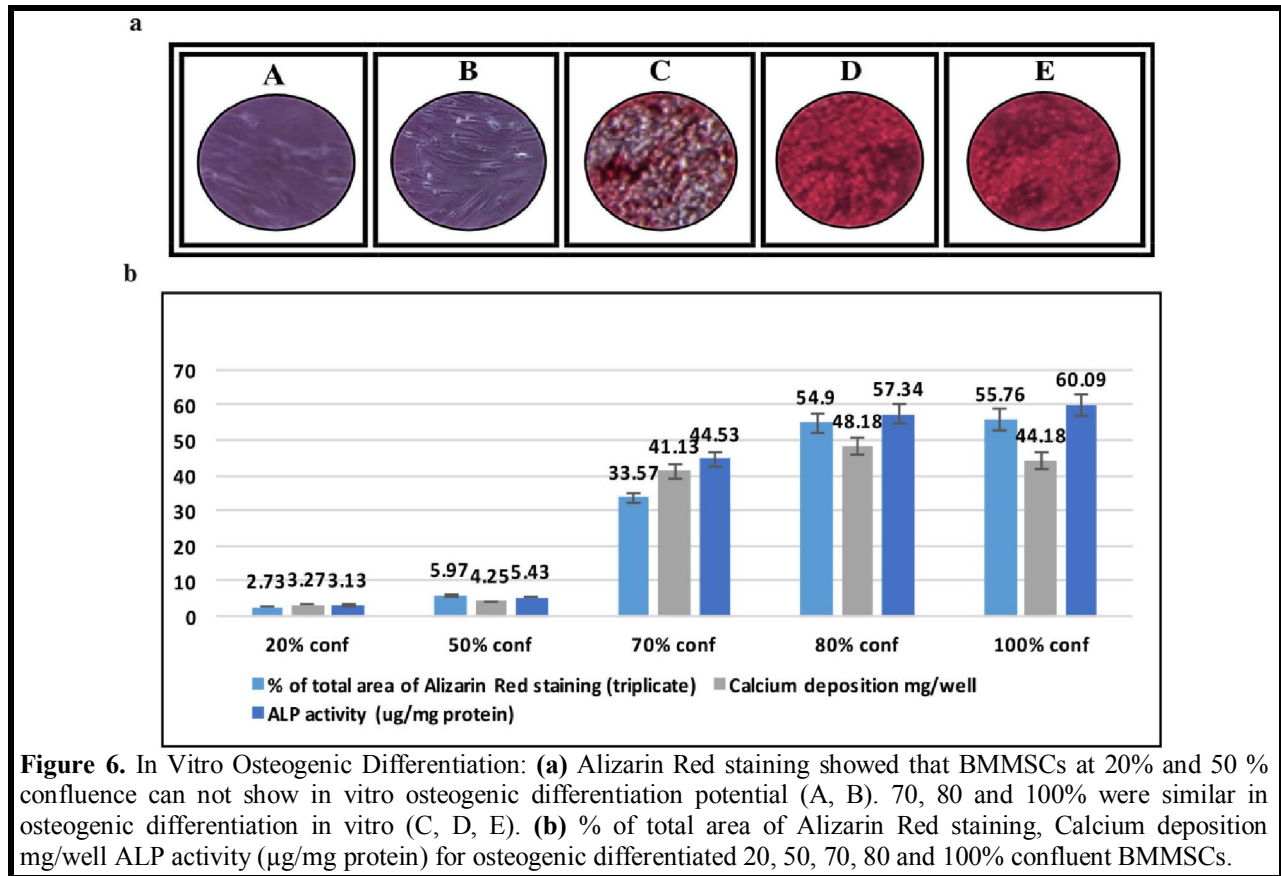 a
A B C D E
b
70
60
50
40
30
20
10
0
2.73 3.27 3.13
5.97 4.25 5.43
33.57 41.13 44.53
54.9 48.18 57.34
55.76 44.18 60.09
20% conf 50% conf 70% conf 80% conf 100% conf
% of total area of Alizarin Red staining (triplicate) Calcium deposition mg/well
ALP activity (ug/mg protein)
Figure 6. In Vitro Osteogenic Differentiation: (a) Alizarin Red staining showed that BMMSCs at 20% and 50 %
confluence can not show in vitro osteogenic differentiation potential (A, B). 70, 80 and 100% were similar in
osteogenic differentiation in vitro (C, D, E). (b) % of total area of Alizarin Red staining, Calcium deposition
mg/well ALP activity (µg/mg protein) for osteogenic differentiated 20, 50, 70, 80 and 100% confluent BMMSCs.